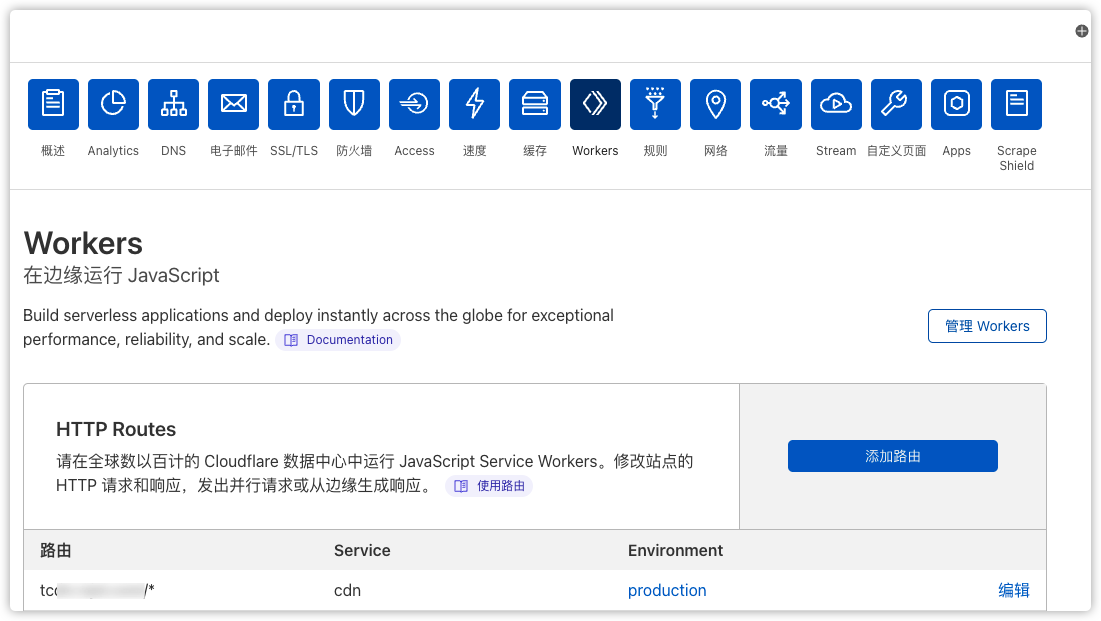 概述
Analytics
DNS
电子邮件
SSL/TLS
防火墙
Access
速度
缓存
Workers
规则
网络
流量
Stream
自定义页面
Apps
Scrape
Shield
Workers
在边缘运行 JavaScript
Build serverless applications and deploy instantly across the globe for exceptional
performance, reliability, and scale. Documentation
管理 Workers
HTTP Routes
请在全球数以百计的 Cloudflare 数据中心中运行 JavaScript Service Workers。修改站点的
HTTP 请求和响应，发出并行请求或从边缘生成响应。 使用路由
添加路由
路由 Service Environment
/* cdn production 编辑